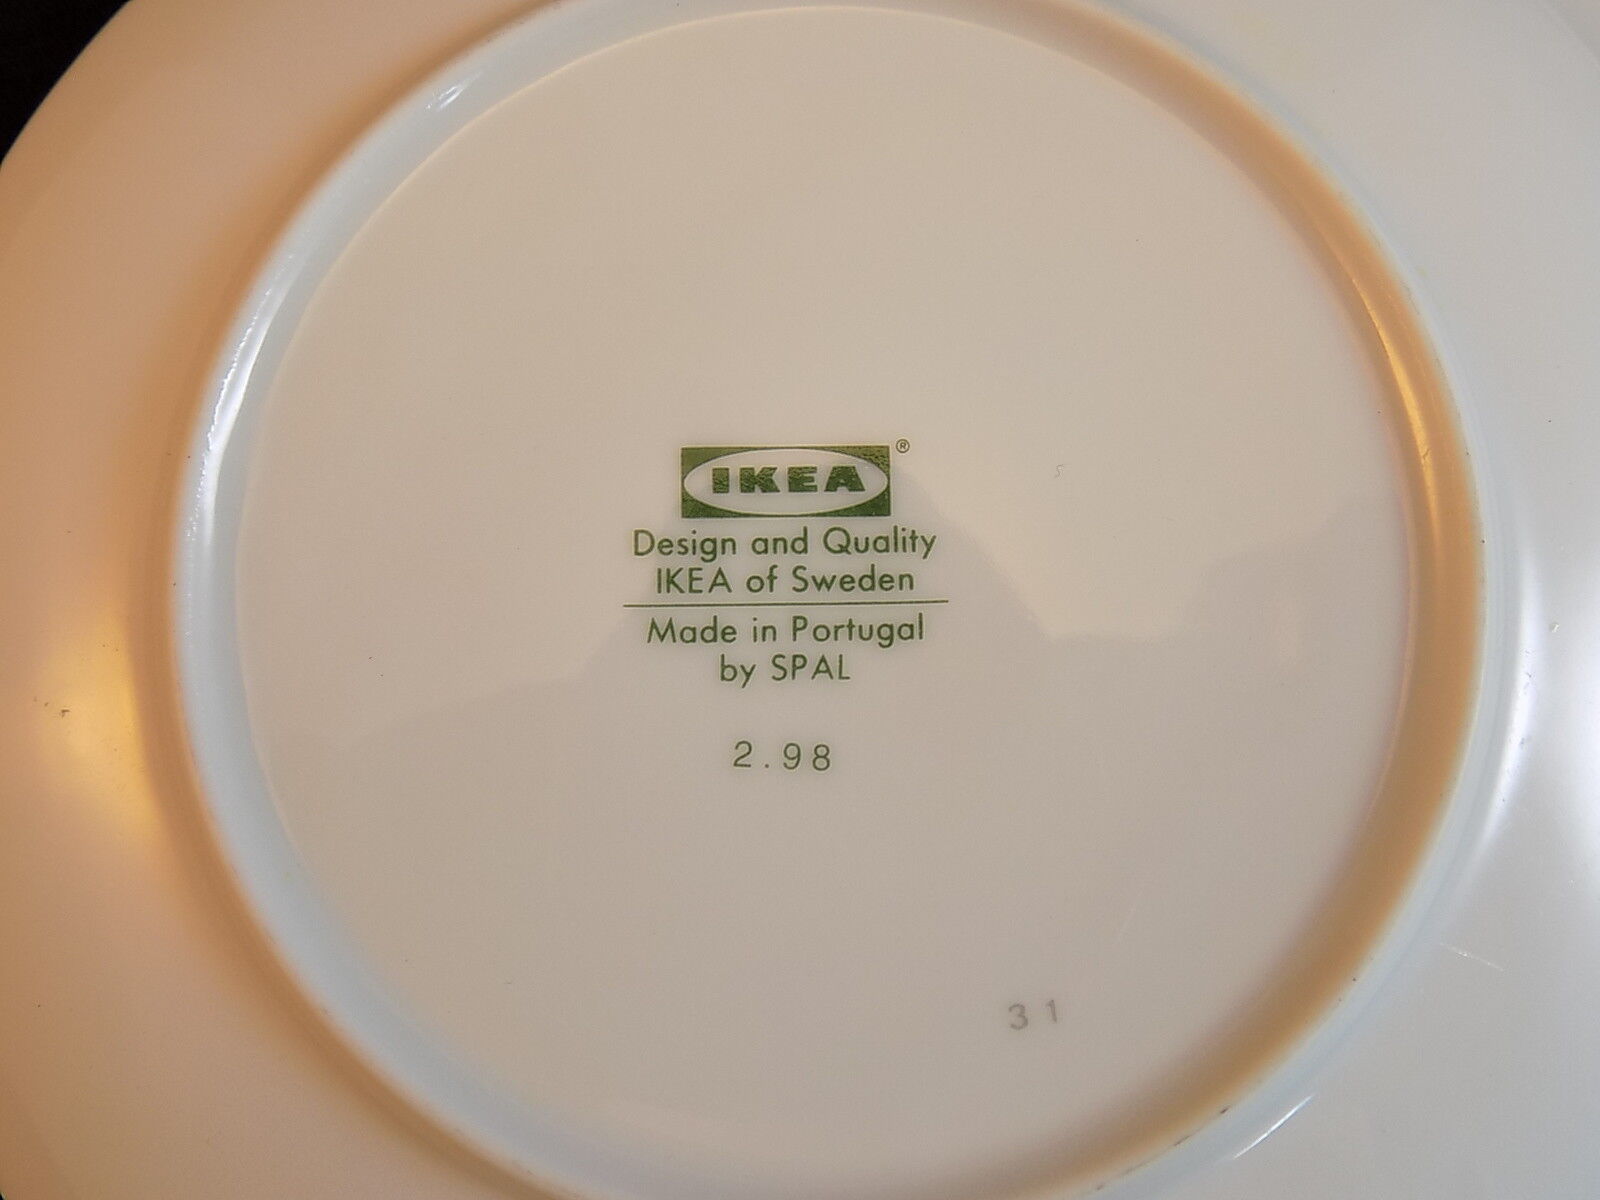 IKEA®
Design and Quality
IKEA of Sweden
Made in Portugal
by SPAL
2.98
31